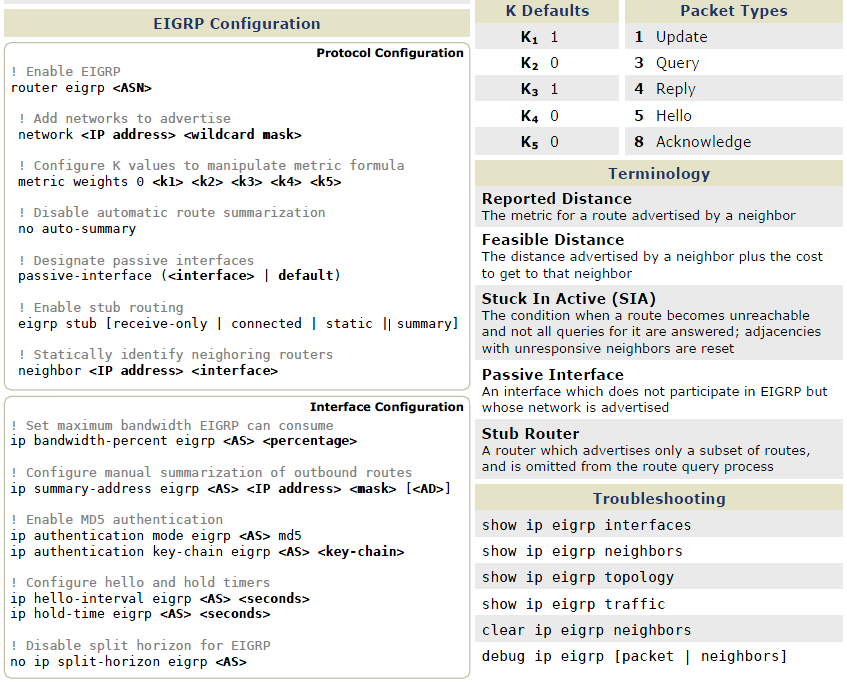 EIGRP Configuration
Protocol Configuration
! Enable EIGRP
router eigrp <ASN>
! Add networks to advertise
network <IP address> <wildcard mask>
! Configure K values to manipulate metric formula
metric weights 0 <k1> <k2> <k3> <k4> <k5>
! Disable automatic route summarization
no auto-summary
! Designate passive interfaces
passive-interface (<interface> | default)
! Enable stub routing
eigrp stub [receive-only | connected | static || summary]
! Statically identify neighoring routers
neighbor <IP address> <interface>
Interface Configuration
! Set maximum bandwidth EIGRP can consume
ip bandwidth-percent eigrp <AS> <percentage>
! Configure manual summarization of outbound routes
ip summary-address eigrp <AS> <IP address> <mask> [<AD>]
! Enable MD5 authentication
ip authentication mode eigrp <AS> md5
ip authentication key-chain eigrp <AS> <key-chain>
! Configure hello and hold timers
ip hello-interval eigrp <AS> <seconds>
ip hold-time eigrp <AS> <seconds>
! Disable split horizon for EIGRP
no ip split-horizon eigrp <AS>
K Defaults
K₁ 1
K₂ 0
K₃ 1
K₄ 0
K₅ 0
Packet Types
1 Update
3 Query
4 Reply
5 Hello
8 Acknowledge
Terminology
Reported Distance
The metric for a route advertised by a neighbor
Feasible Distance
The distance advertised by a neighbor plus the cost
to get to that neighbor
Stuck In Active (SIA)
The condition when a route becomes unreachable
and not all queries for it are answered; adjacencies
with unresponsive neighbors are reset
Passive Interface
An interface which does not participate in EIGRP but
whose network is advertised
Stub Router
A router which advertises only a subset of routes,
and is omitted from the route query process
Troubleshooting
show ip eigrp interfaces
show ip eigrp neighbors
show ip eigrp topology
show ip eigrp traffic
clear ip eigrp neighbors
debug ip eigrp [packet | neighbors]